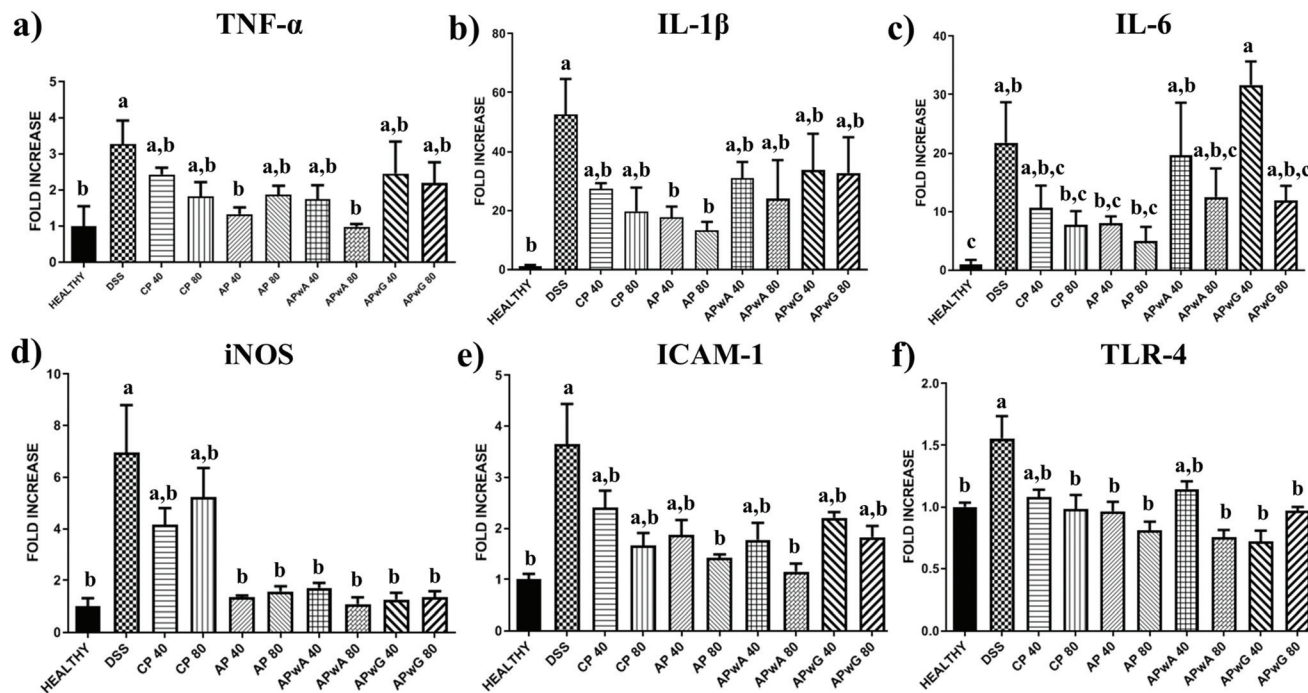 a) TNF-α
FOLD INCREASE
5
4
3
2
1
0
b
a
a,b
a,b
b
a,b
a,b
b
a,b
a,b
HEALTHY
DSS
CP 40
CP 80
AP 40
AP 80
APwA 40
APwA 80
APwG 40
APwG 80
b) IL-1β
FOLD INCREASE
80
60
40
20
0
b
a
a,b
a,b
b
b
a,b
a,b
a,b
a,b
HEALTHY
DSS
CP 40
CP 80
AP 40
AP 80
APwA 40
APwA 80
APwG 40
APwG 80
c) IL-6
FOLD INCREASE
40
30
20
10
0
c
a,b
a,b,c
b,c
b,c
b,c
a,b
a,b,c
a
a,b,c
HEALTHY
DSS
CP 40
CP 80
AP 40
AP 80
APwA 40
APwA 80
APwG 40
APwG 80
d) iNOS
FOLD INCREASE
10
8
6
4
2
0
b
a
a,b
a,b
b
b
b
b
b
b
HEALTHY
DSS
CP 40
CP 80
AP 40
AP 80
APwA 40
APwA 80
APwG 40
APwG 80
e) ICAM-1
FOLD INCREASE
5
4
3
2
1
0
b
a
a,b
a,b
a,b
b
a,b
b
a,b
a,b
HEALTHY
DSS
CP 40
CP 80
AP 40
AP 80
APwA 40
APwA 80
APwG 40
APwG 80
f) TLR-4
FOLD INCREASE
2.0
1.5
1.0
0.5
0.0
b
a
a,b
b
b
b
a,b
b
b
b
HEALTHY
DSS
CP 40
CP 80
AP 40
AP 80
APwA 40
APwA 80
APwG 40
APwG 80